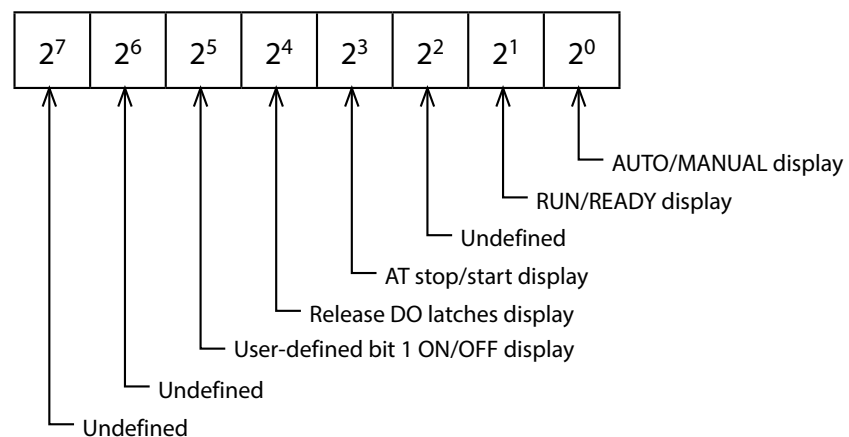 2⁷ 2⁶ 2⁵ 2⁴ 2³ 2² 2¹ 2⁰
AUTO/MANUAL display
RUN/READY display
Undefined
AT stop/start display
Release DO latches display
User-defined bit 1 ON/OFF display
Undefined
Undefined